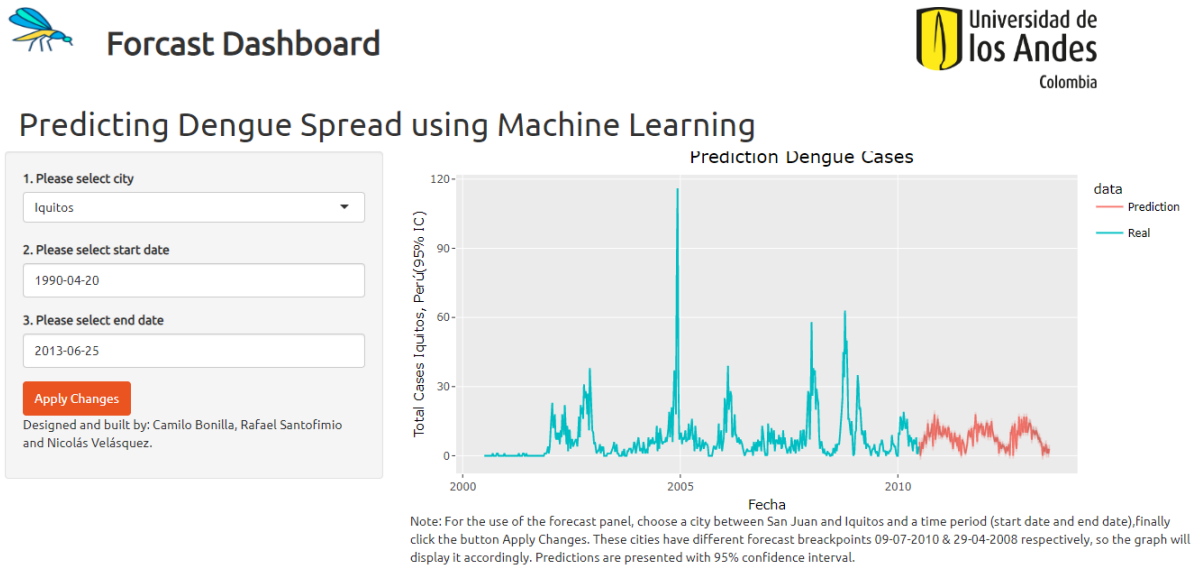 Forcast Dashboard
Universidad de
los Andes
Colombia
Predicting Dengue Spread using Machine Learning
1. Please select city
Iquitos
2. Please select start date
1990-04-20
3. Please select end date
2013-06-25
Apply Changes
Designed and built by: Camilo Bonilla, Rafael Santofimio
and Nicolás Velásquez.
Prediction Dengue Cases
Total Cases Iquitos, Perú(95% IC)
120
90
60
30
0
2000
2005
2010
Fecha
data
Prediction
Real
Note: For the use of the forecast panel, choose a city between San Juan and Iquitos and a time period (start date and end date),finally
click the button Apply Changes. These cities have different forecast breackpoints 09-07-2010 & 29-04-2008 respectively, so the graph will
display it accordingly. Predictions are presented with 95% confidence interval.